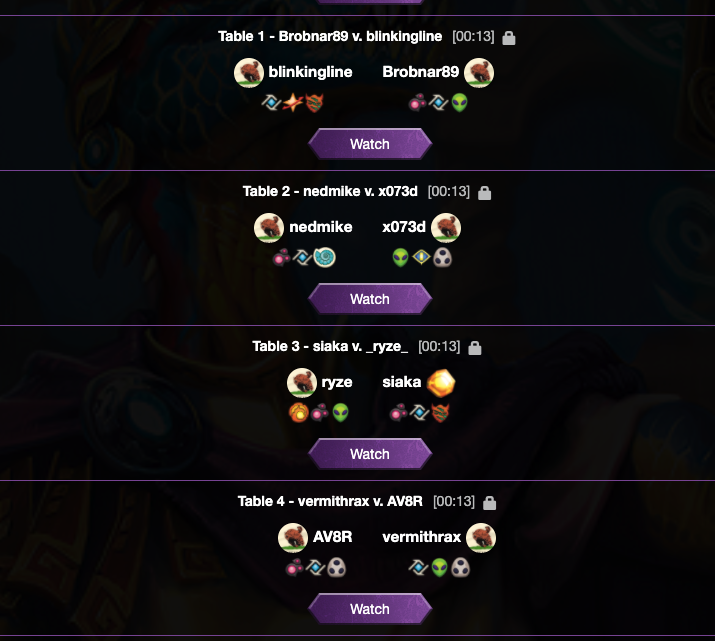 Table 1 - Brobnar89 v. blinkingline [00:13]
blinkingline Brobnar89
Watch
Table 2 - nedmike v. x073d [00:13]
nedmike x073d
Watch
Table 3 - siaka v. _ryze_ [00:13]
ryze siaka
Watch
Table 4 - vermithrax v. AV8R [00:13]
AV8R vermithrax
Watch